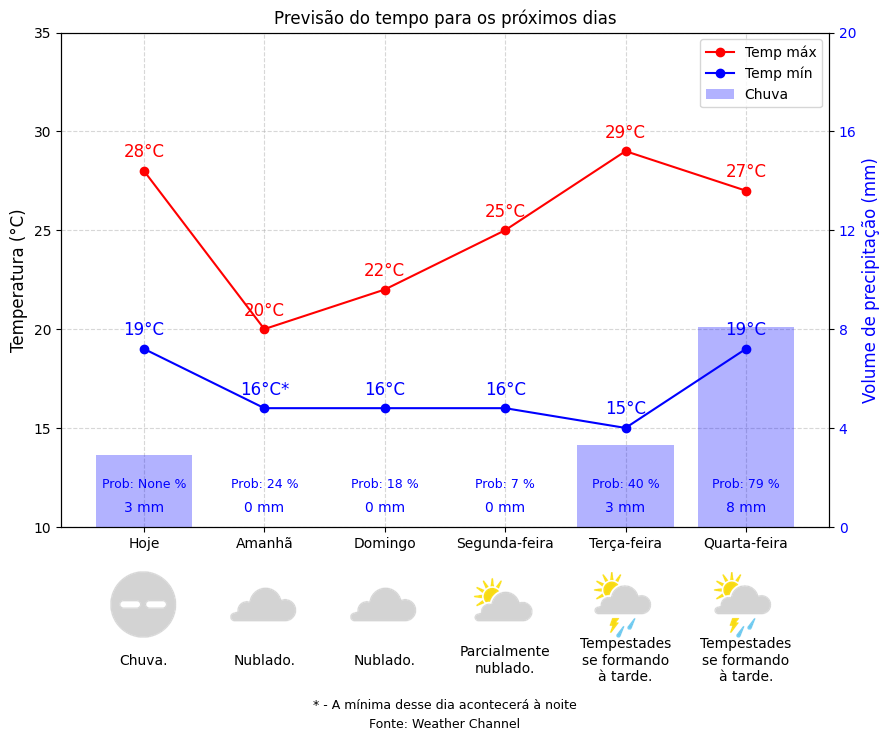 Previsão do tempo para os próximos dias
35
30
25
20
15
10
Temperatura (°C)
20
16
12
8
4
0
Volume de precipitação (mm)
Temp máx
Temp mín
Chuva
28°C
20°C
22°C
25°C
29°C
27°C
19°C
16°C*
16°C
16°C
15°C
19°C
Prob: None %
Prob: 24 %
Prob: 18 %
Prob: 7 %
Prob: 40 %
Prob: 79 %
3 mm
0 mm
0 mm
0 mm
3 mm
8 mm
Hoje
Amanhã
Domingo
Segunda-feira
Terça-feira
Quarta-feira
Chuva.
Nublado.
Nublado.
Parcialmente
nublado.
Tempestades
se formando
à tarde.
Tempestades
se formando
à tarde.
* - A mínima desse dia acontecerá à noite
Fonte: Weather Channel